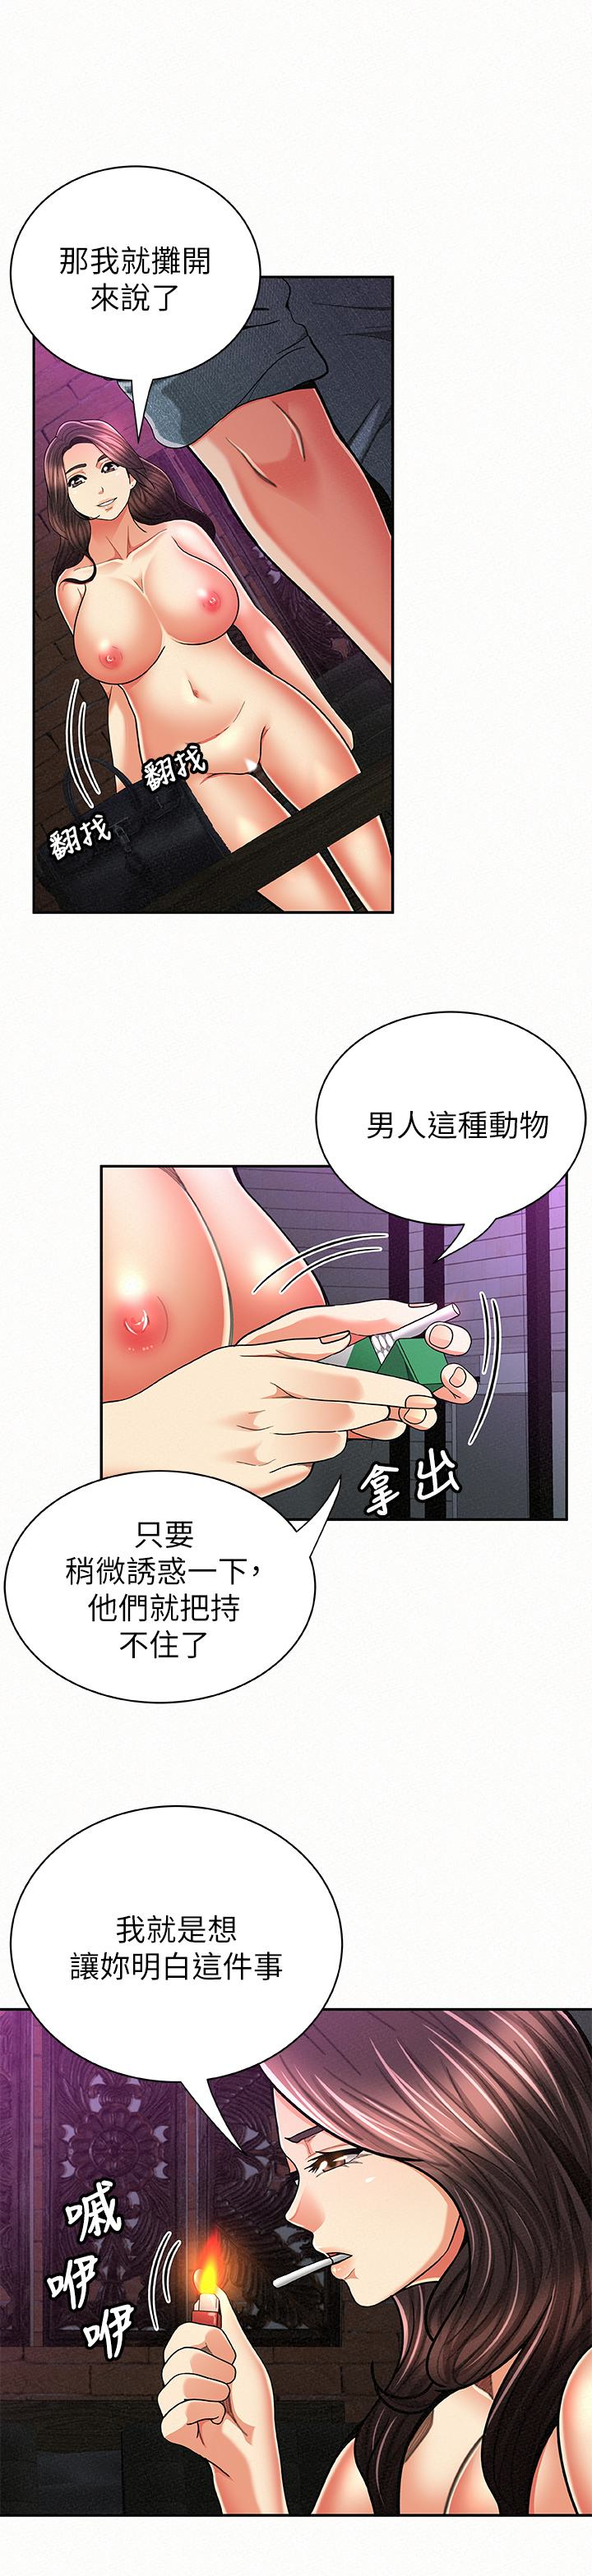 那我就攤開
來說了
翻找
翻找
男人這種動物
拿出
只要
稍微誘惑一下，
他們就把持
不住了
我就是想
讓妳明白這件事
嘁
咿
咿